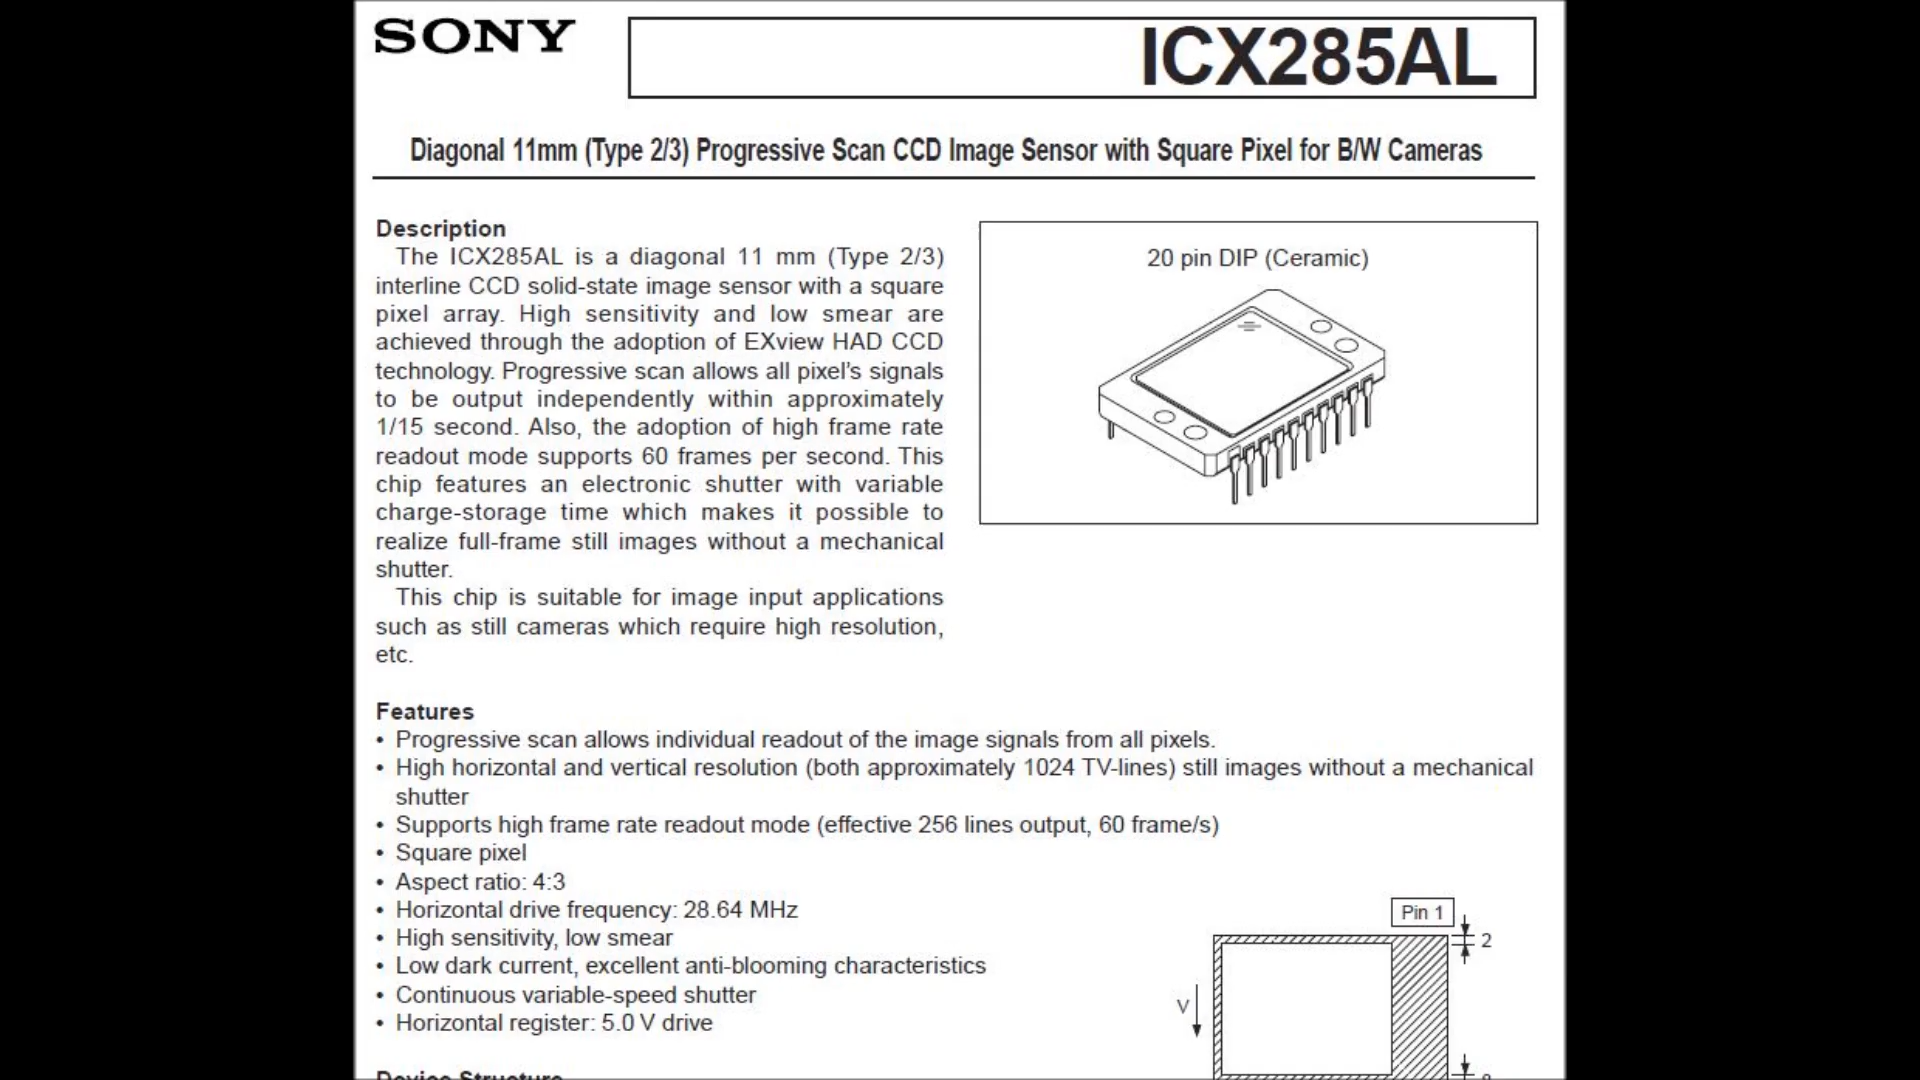 SONY
ICX285AL
Diagonal 11mm (Type 2/3) Progressive Scan CCD Image Sensor with Square Pixel for B/W Cameras
Description
The ICX285AL is a diagonal 11 mm (Type 2/3)
interline CCD solid-state image sensor with a square
pixel array. High sensitivity and low smear are
achieved through the adoption of EXview HAD CCD
technology. Progressive scan allows all pixel's signals
to be output independently within approximately
1/15 second. Also, the adoption of high frame rate
readout mode supports 60 frames per second. This
chip features an electronic shutter with variable
charge-storage time which makes it possible to
realize full-frame still images without a mechanical
shutter.
This chip is suitable for image input applications
such as still cameras which require high resolution,
etc.
20 pin DIP (Ceramic)
Features
• Progressive scan allows individual readout of the image signals from all pixels.
• High horizontal and vertical resolution (both approximately 1024 TV-lines) still images without a mechanical
shutter
• Supports high frame rate readout mode (effective 256 lines output, 60 frame/s)
• Square pixel
• Aspect ratio: 4:3
• Horizontal drive frequency: 28.64 MHz
• High sensitivity, low smear
• Low dark current, excellent anti-blooming characteristics
• Continuous variable-speed shutter
• Horizontal register: 5.0 V drive
Pin 1
2
V
Device Structure